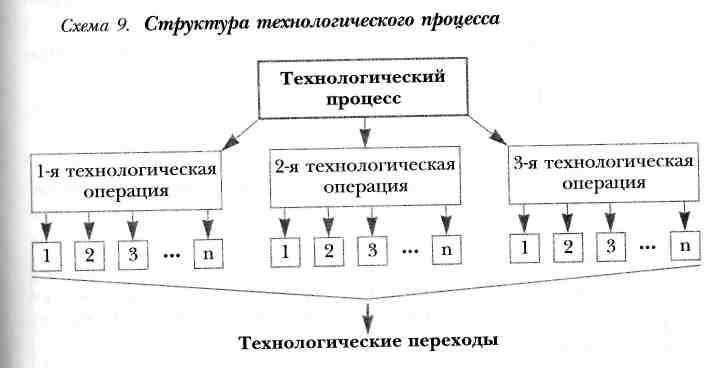 Схема 9. Структура технологического процесса
Технологический
процесс
1-я технологическая
операция
2-я технологическая
операция
3-я технологическая
операция
1 2 3 ... n
1 2 3 ... n
1 2 3 ... n
Технологические переходы